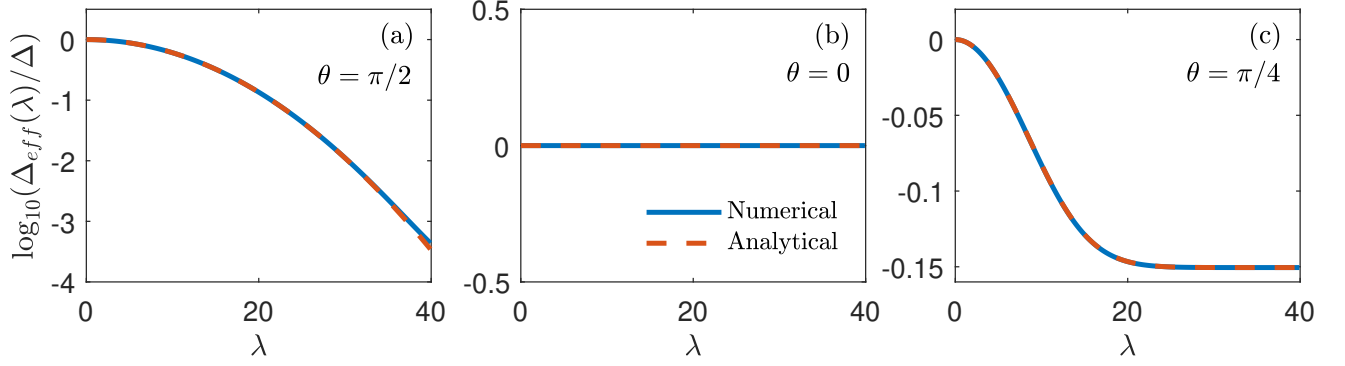 log₁₀(Δ_eff(λ)/Δ)
0
-1
-2
-3
-4
0
20
40
λ
(a)
θ = π/2
0.5
0
-0.5
0
20
40
λ
(b)
θ = 0
Numerical
Analytical
0
-0.05
-0.1
-0.15
0
20
40
λ
(c)
θ = π/4